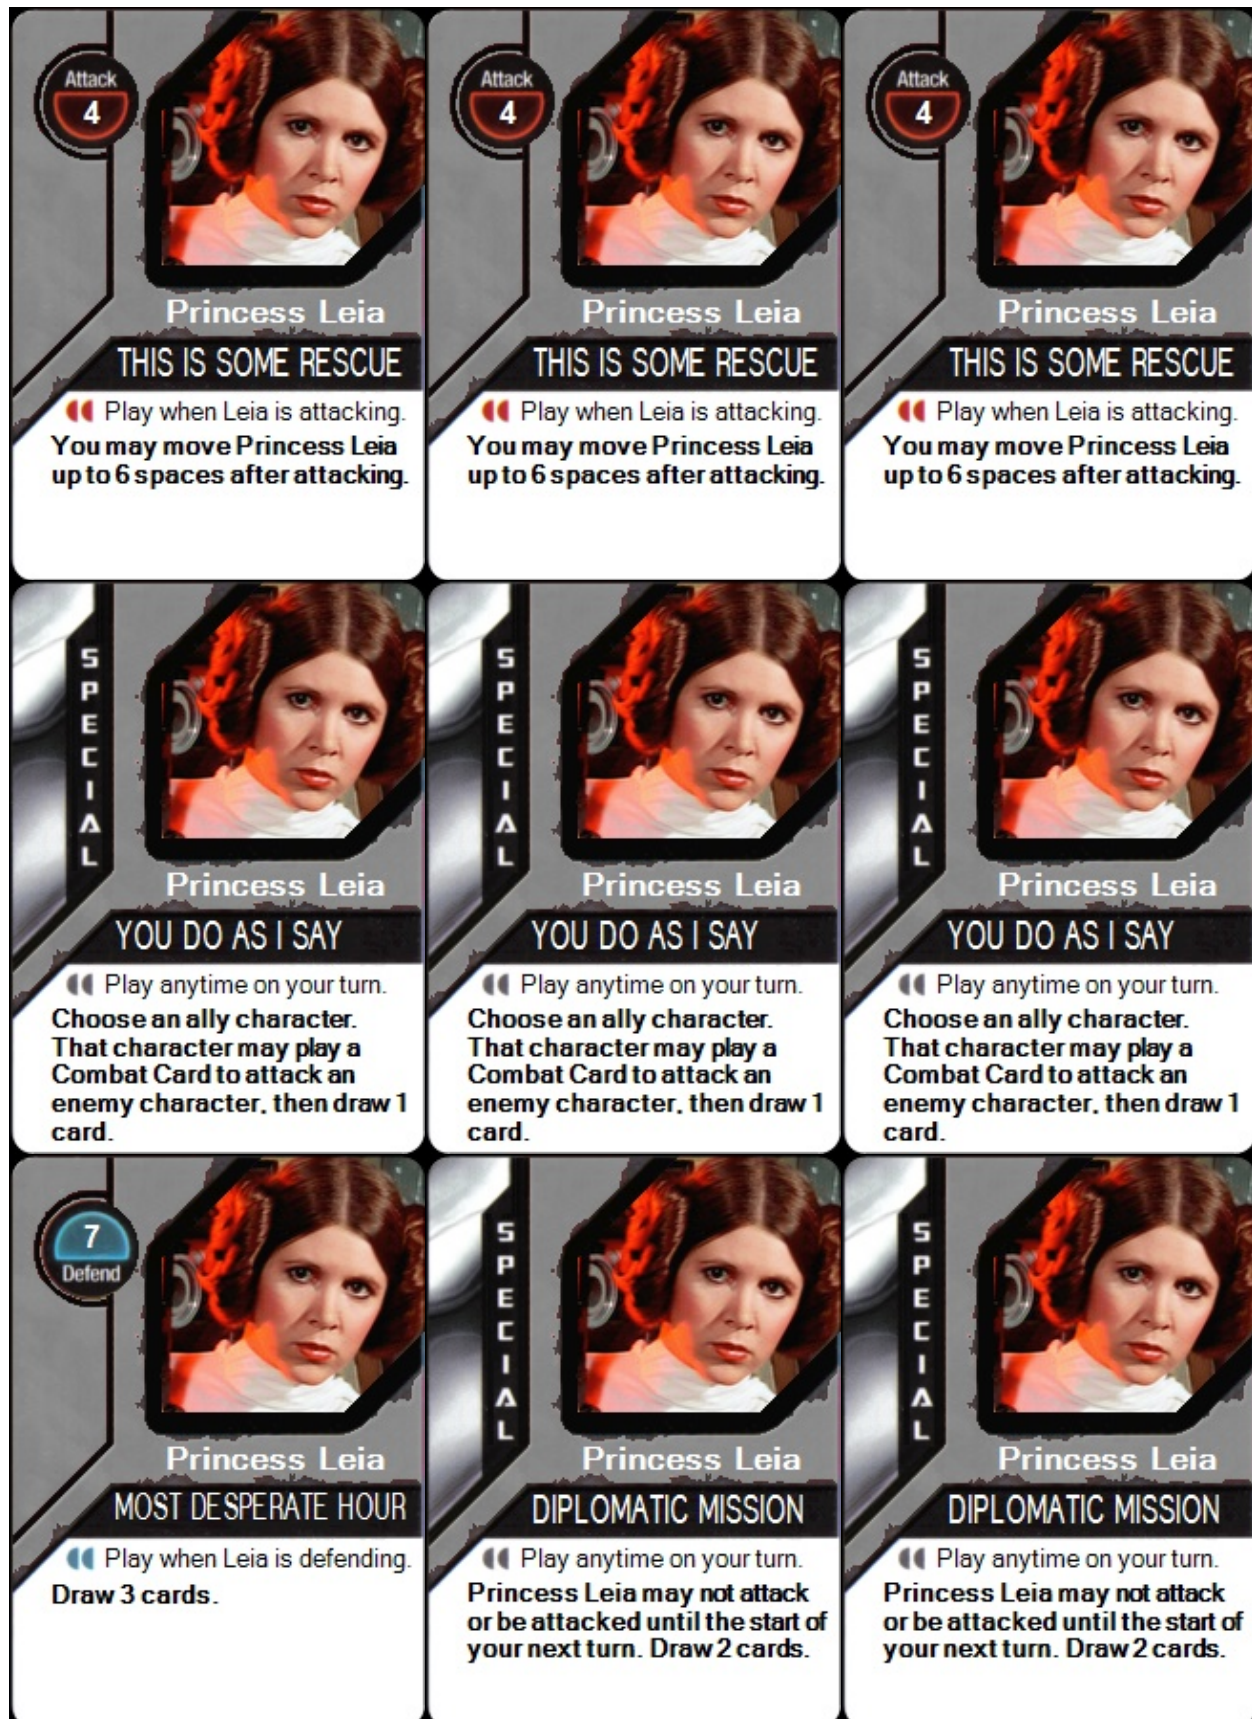 Attack
4
Princess Leia
THIS IS SOME RESCUE
Play when Leia is attacking.
You may move Princess Leia
up to 6 spaces after attacking.
Attack
4
Princess Leia
THIS IS SOME RESCUE
Play when Leia is attacking.
You may move Princess Leia
up to 6 spaces after attacking.
Attack
4
Princess Leia
THIS IS SOME RESCUE
Play when Leia is attacking.
You may move Princess Leia
up to 6 spaces after attacking.
SPECIAL
Princess Leia
YOU DO AS I SAY
Play anytime on your turn.
Choose an ally character.
That character may play a
Combat Card to attack an
enemy character, then draw 1
card.
SPECIAL
Princess Leia
YOU DO AS I SAY
Play anytime on your turn.
Choose an ally character.
That character may play a
Combat Card to attack an
enemy character, then draw 1
card.
SPECIAL
Princess Leia
YOU DO AS I SAY
Play anytime on your turn.
Choose an ally character.
That character may play a
Combat Card to attack an
enemy character, then draw 1
card.
7
Defend
Princess Leia
MOST DESPERATE HOUR
Play when Leia is defending.
Draw 3 cards.
SPECIAL
Princess Leia
DIPLOMATIC MISSION
Play anytime on your turn.
Princess Leia may not attack
or be attacked until the start of
your next turn. Draw 2 cards.
SPECIAL
Princess Leia
DIPLOMATIC MISSION
Play anytime on your turn.
Princess Leia may not attack
or be attacked until the start of
your next turn. Draw 2 cards.